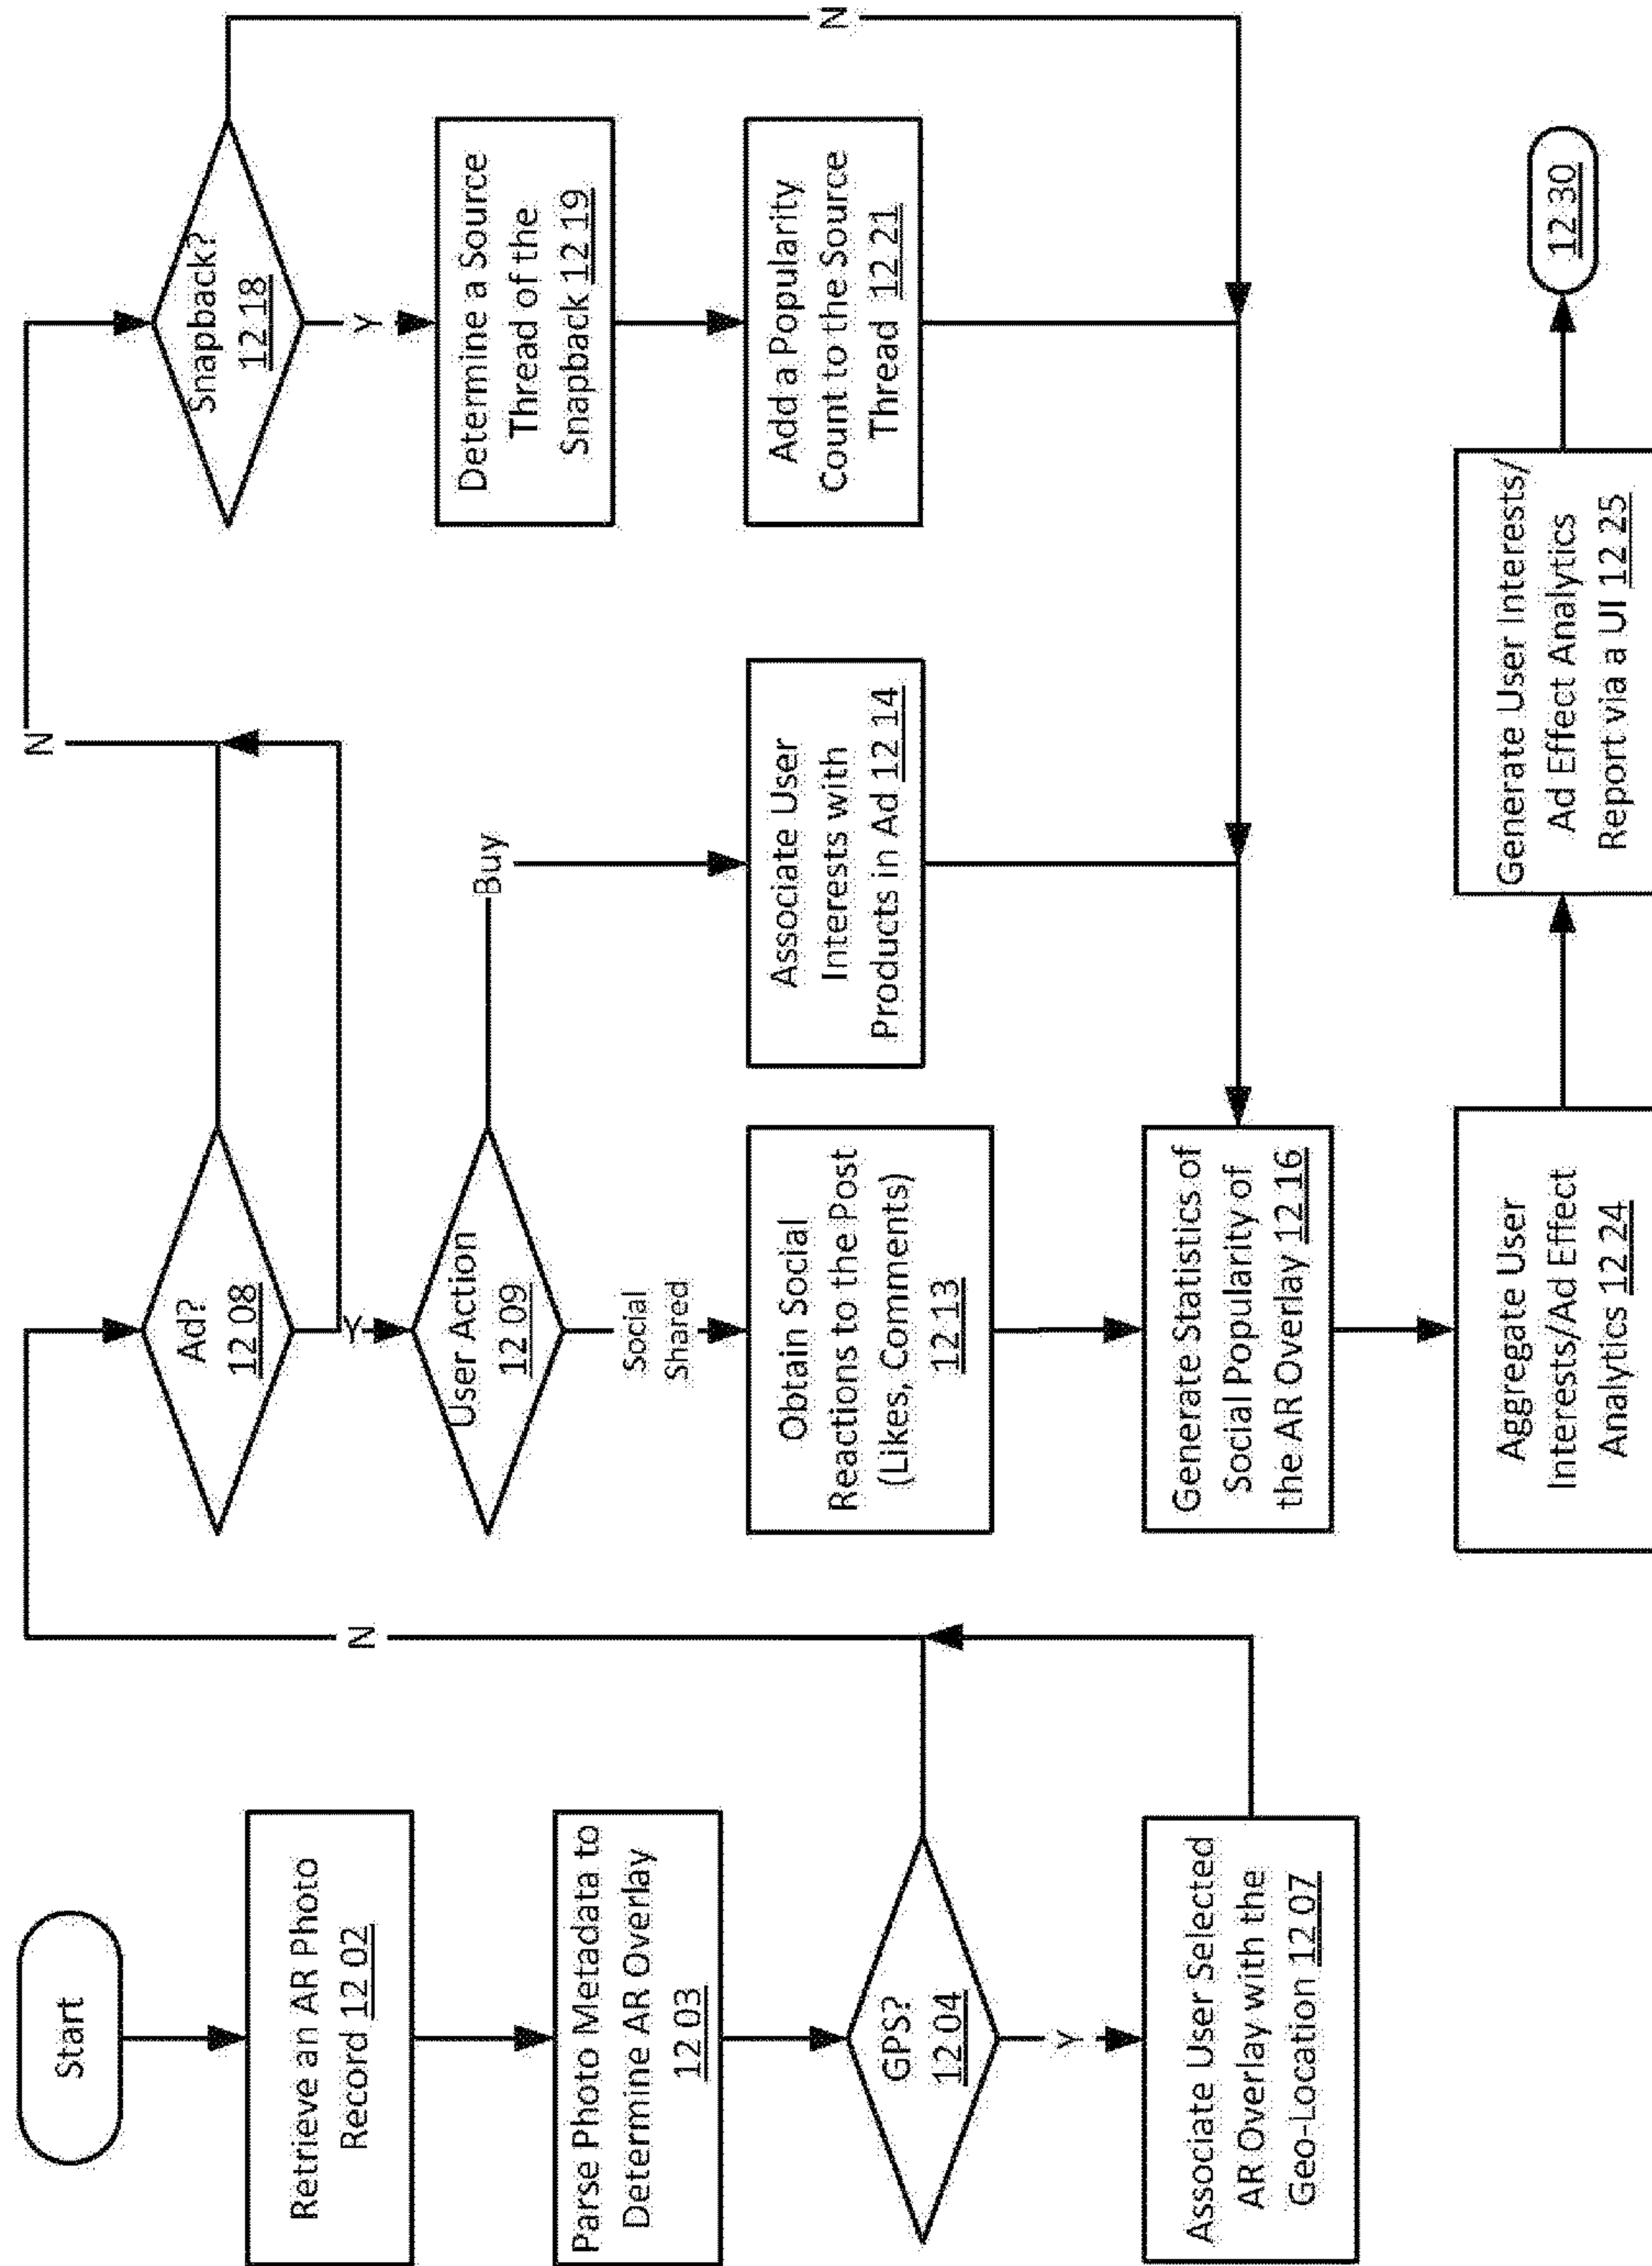 Start
Retrieve an AR Photo
Record 12 02
Parse Photo Metadata to
Determine AR Overlay
12 03
GPS?
12 04
Y
N
Associate User Selected
AR Overlay with the
Geo-Location 12 07
Ad?
12 08
Y
N
User Action
12 09
Social
Shared
Buy
Obtain Social
Reactions to the Post
(Likes, Comments)
12 13
Associate User
Interests with
Products in Ad 12 14
Generate Statistics of
Social Popularity of
the AR Overlay 12 16
Snapback?
12 18
Y
N
Determine a Source
Thread of the
Snapback 12 19
Add a Popularity
Count to the Source
Thread 12 21
Aggregate User
Interests/Ad Effect
Analytics 12 24
Generate User Interests/
Ad Effect Analytics
Report via a UI 12 25
12 30